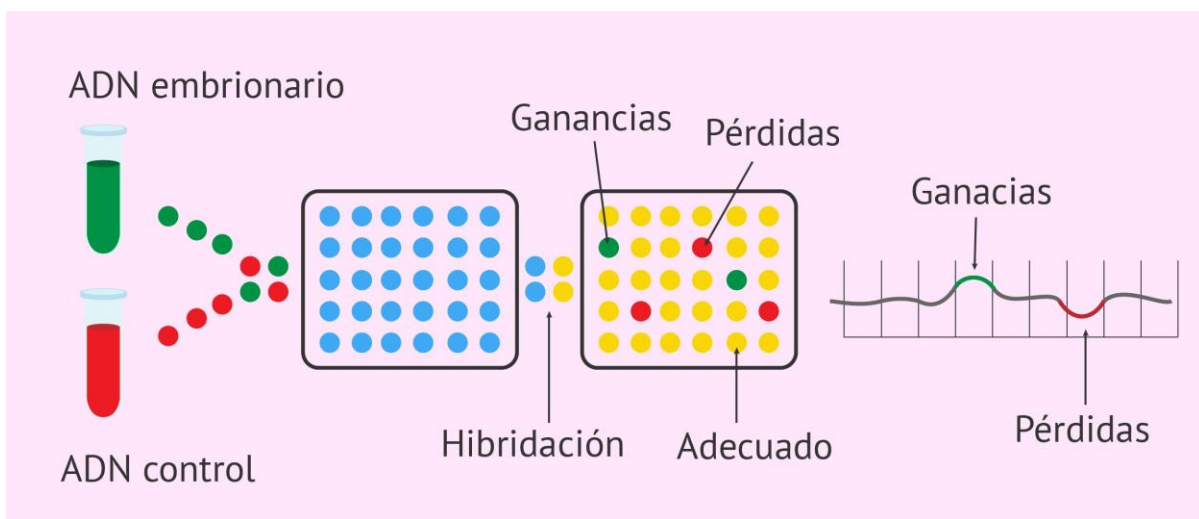 ADN embrionario
Ganancias
Pérdidas
Ganacias
Hibridación
Adecuado
Pérdidas
ADN control